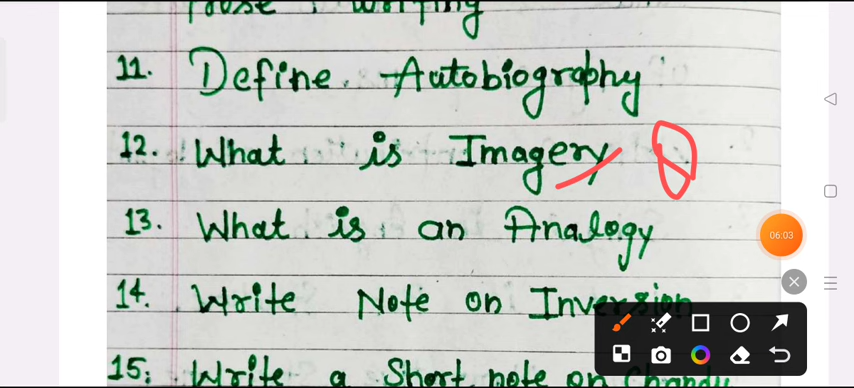 11. Define Autobiography
12. What is Imagery
13. What is an Analogy
14. Write Note on Inversion
15. Write a Short note on
06:03